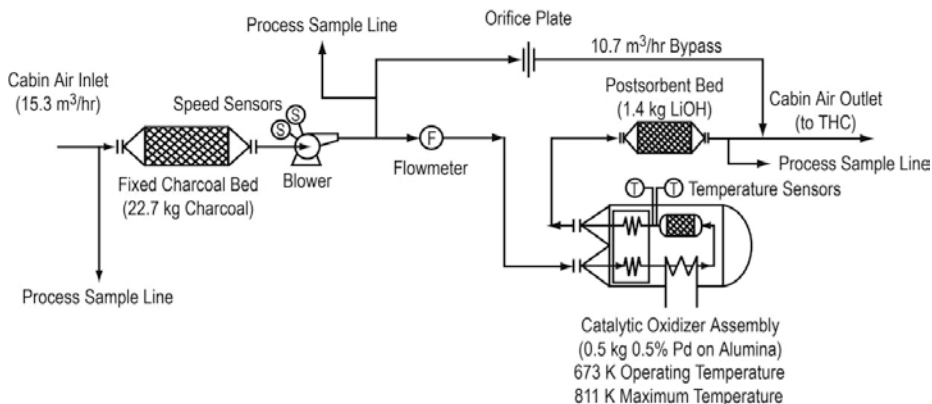 Orifice Plate
Process Sample Line
10.7 m³/hr Bypass
Cabin Air Inlet
(15.3 m³/hr)
Speed Sensors
S
S
Postsorbent Bed
(1.4 kg LiOH)
Cabin Air Outlet
(to THC)
F
Flowmeter
Blower
Process Sample Line
Fixed Charcoal Bed
(22.7 kg Charcoal)
T
T
Temperature Sensors
Process Sample Line
Catalytic Oxidizer Assembly
(0.5 kg 0.5% Pd on Alumina)
673 K Operating Temperature
811 K Maximum Temperature